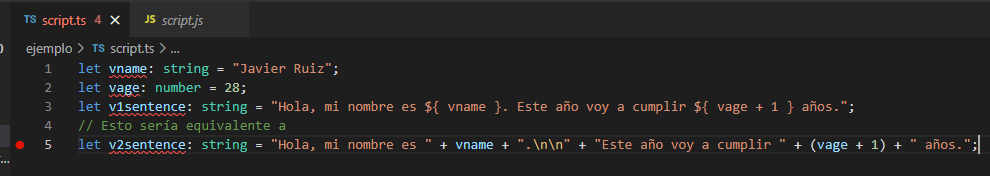 TS script.ts 4 × JS script.js
ejemplo > TS script.ts > ...
1 let vname: string = "Javier Ruiz";
2 let vage: number = 28;
3 let v1sentence: string = "Hola, mi nombre es ${ vname }. Este año voy a cumplir ${ vage + 1 } años.";
4 // Esto sería equivalente a
5 let v2sentence: string = "Hola, mi nombre es " + vname + ".\n\n" + "Este año voy a cumplir " + (vage + 1) + " años.";